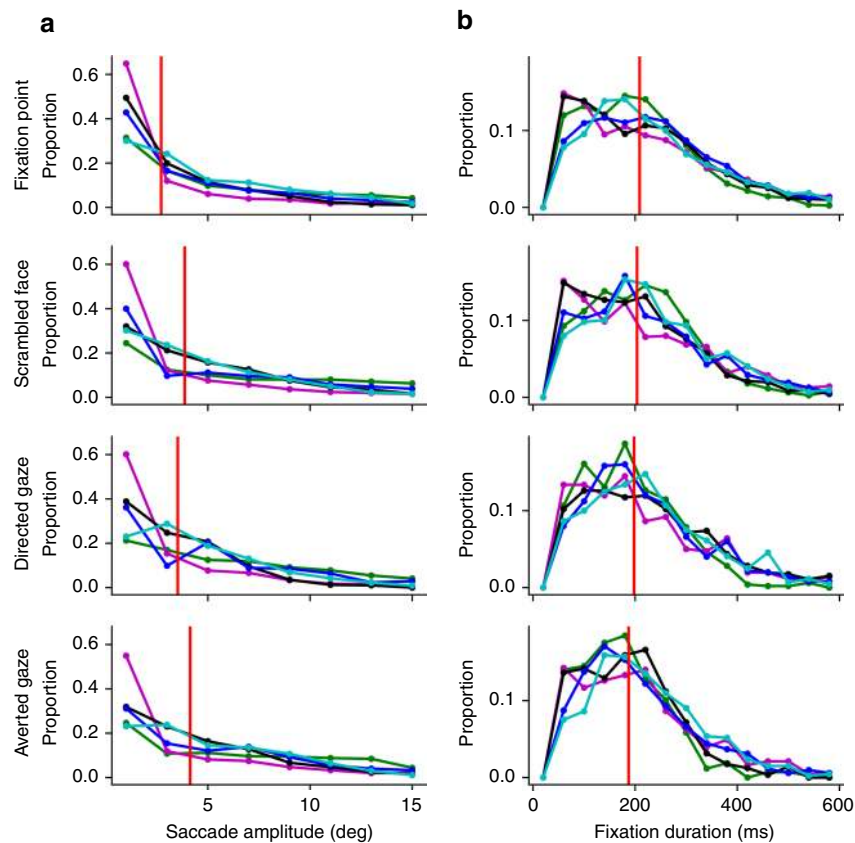 a
b
Fixation point
Proportion
0.6
0.4
0.2
0.0
Proportion
0.1
0.0
Scrambled face
Proportion
0.6
0.4
0.2
0.0
Proportion
0.1
0.0
Directed gaze
Proportion
0.6
0.4
0.2
0.0
Proportion
0.1
0.0
Averted gaze
Proportion
0.6
0.4
0.2
0.0
Proportion
0.1
0.0
5 10 15
Saccade amplitude (deg)
0 200 400 600
Fixation duration (ms)